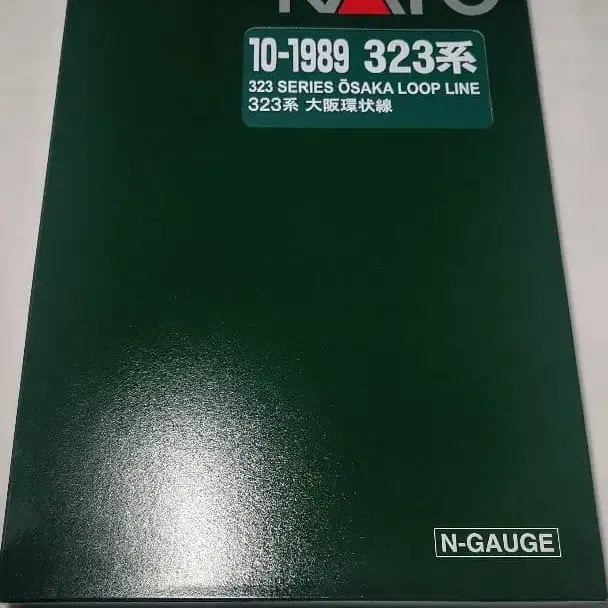 KATO
10-1989 323系
323 SERIES ŌSAKA LOOP LINE
323系 大阪環状線
N-GAUGE